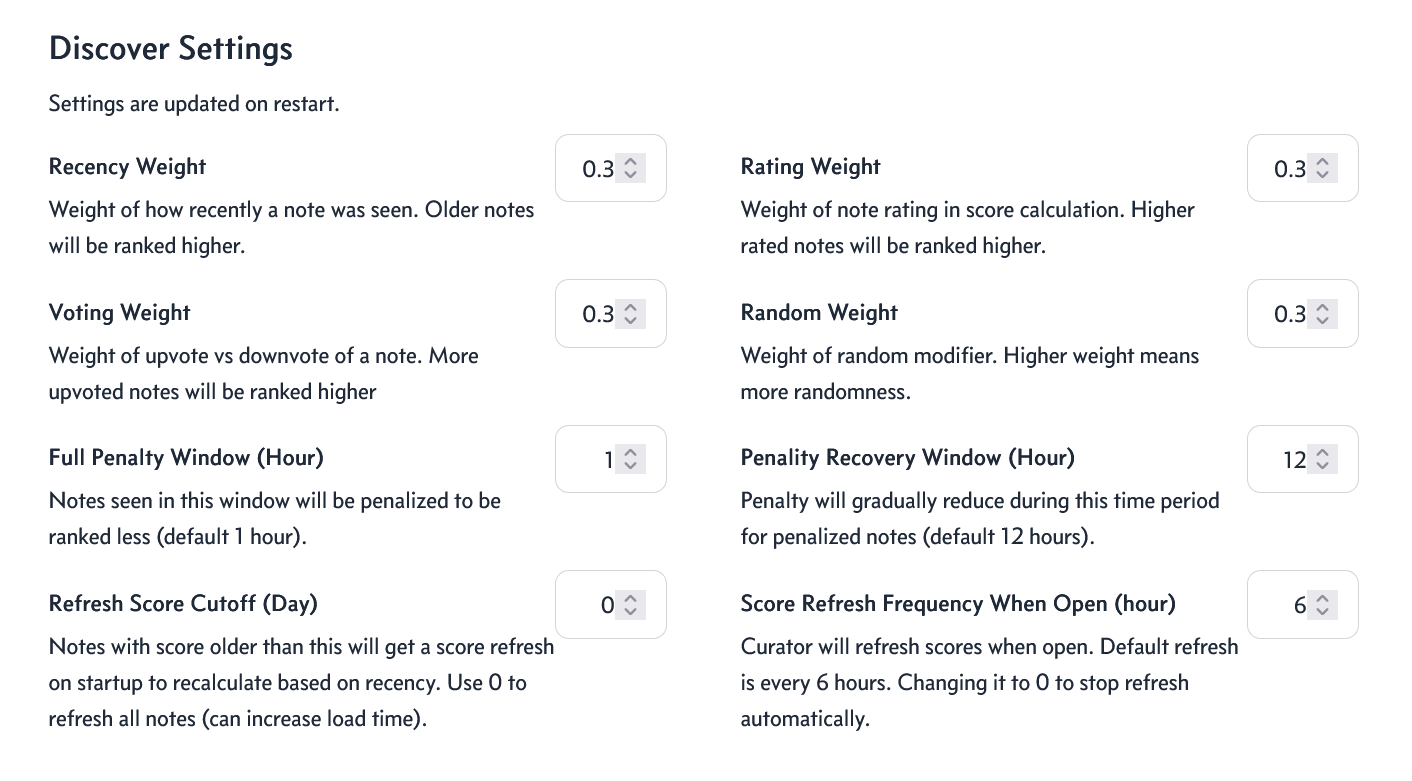 Discover Settings
Settings are updated on restart.
Recency Weight
0.3
Weight of how recently a note was seen. Older notes
will be ranked higher.
Rating Weight
0.3
Weight of note rating in score calculation. Higher
rated notes will be ranked higher.
Voting Weight
0.3
Weight of upvote vs downvote of a note. More
upvoted notes will be ranked higher
Random Weight
0.3
Weight of random modifier. Higher weight means
more randomness.
Full Penalty Window (Hour)
1
Notes seen in this window will be penalized to be
ranked less (default 1 hour).
Penality Recovery Window (Hour)
12
Penalty will gradually reduce during this time period
for penalized notes (default 12 hours).
Refresh Score Cutoff (Day)
0
Notes with score older than this will get a score refresh
on startup to recalculate based on recency. Use 0 to
refresh all notes (can increase load time).
Score Refresh Frequency When Open (hour)
6
Curator will refresh scores when open. Default refresh
is every 6 hours. Changing it to 0 to stop refresh
automatically.